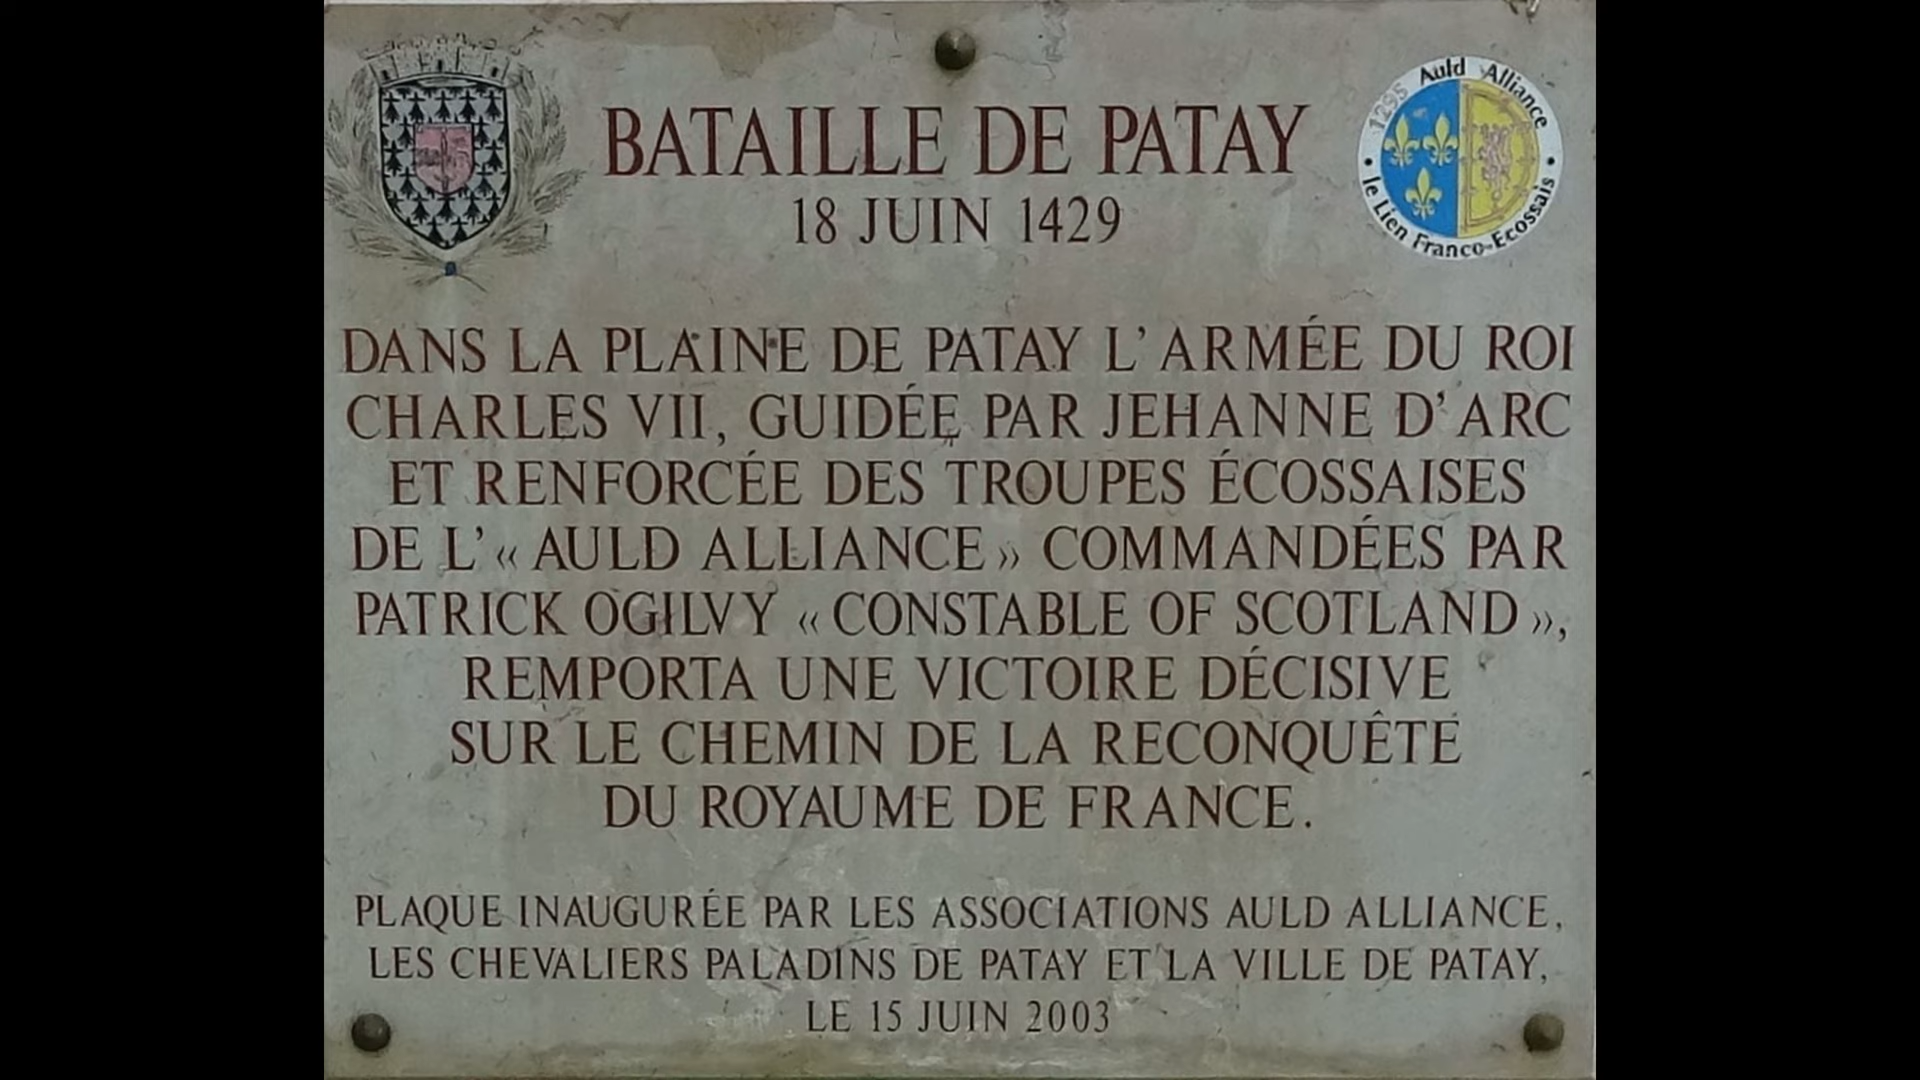 BATAILLE DE PATAY
18 JUIN 1429
1295 Auld Alliance
• le Lien Franco-Ecossais •
DANS LA PLAINE DE PATAY L'ARMÉE DU ROI
CHARLES VII, GUIDÉE PAR JEHANNE D'ARC
ET RENFORCÉE DES TROUPES ÉCOSSAISES
DE L'« AULD ALLIANCE » COMMANDÉES PAR
PATRICK OGILVY « CONSTABLE OF SCOTLAND »,
REMPORTA UNE VICTOIRE DÉCISIVE
SUR LE CHEMIN DE LA RECONQUÊTE
DU ROYAUME DE FRANCE.
PLAQUE INAUGURÉE PAR LES ASSOCIATIONS AULD ALLIANCE,
LES CHEVALIERS PALADINS DE PATAY ET LA VILLE DE PATAY,
LE 15 JUIN 2003